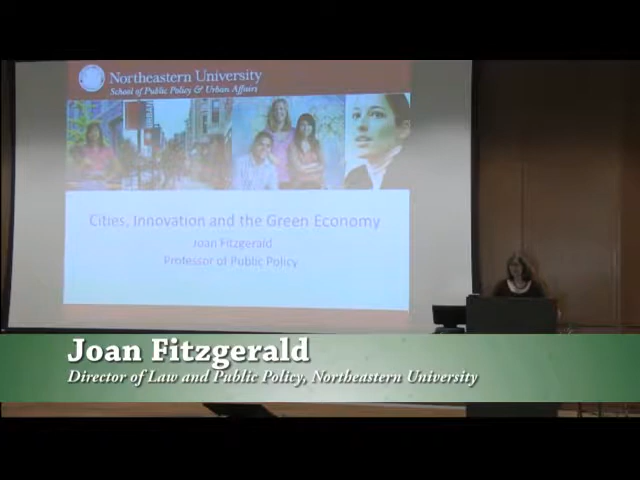 Northeastern University
School of Public Policy & Urban Affairs
Cities, Innovation and the Green Economy
Joan Fitzgerald
Professor of Public Policy
Joan Fitzgerald
Director of Law and Public Policy, Northeastern University